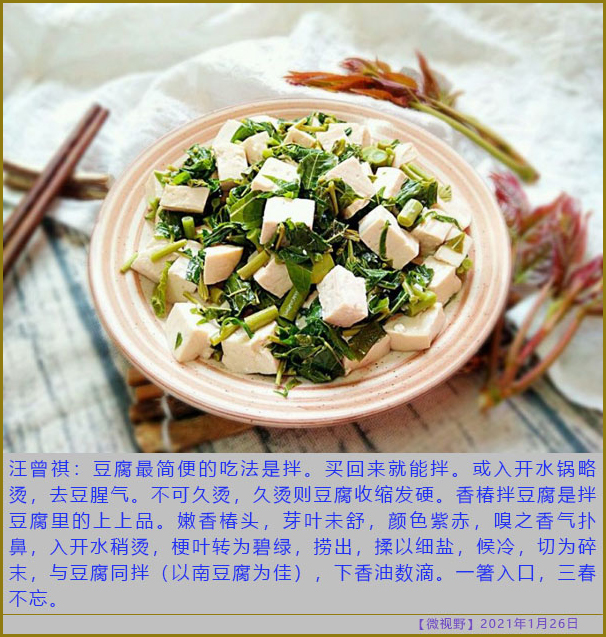 汪曾祺：豆腐最简便的吃法是拌。买回来就能拌。或入开水锅略
烫，去豆腥气。不可久烫，久烫则豆腐收缩发硬。香椿拌豆腐是拌
豆腐里的上上品。嫩香椿头，芽叶未舒，颜色紫赤，嗅之香气扑
鼻，入开水稍烫，梗叶转为碧绿，捞出，揉以细盐，候冷，切为碎
末，与豆腐同拌（以南豆腐为佳），下香油数滴。一箸入口，三春
不忘。
【微视野】2021年1月26日